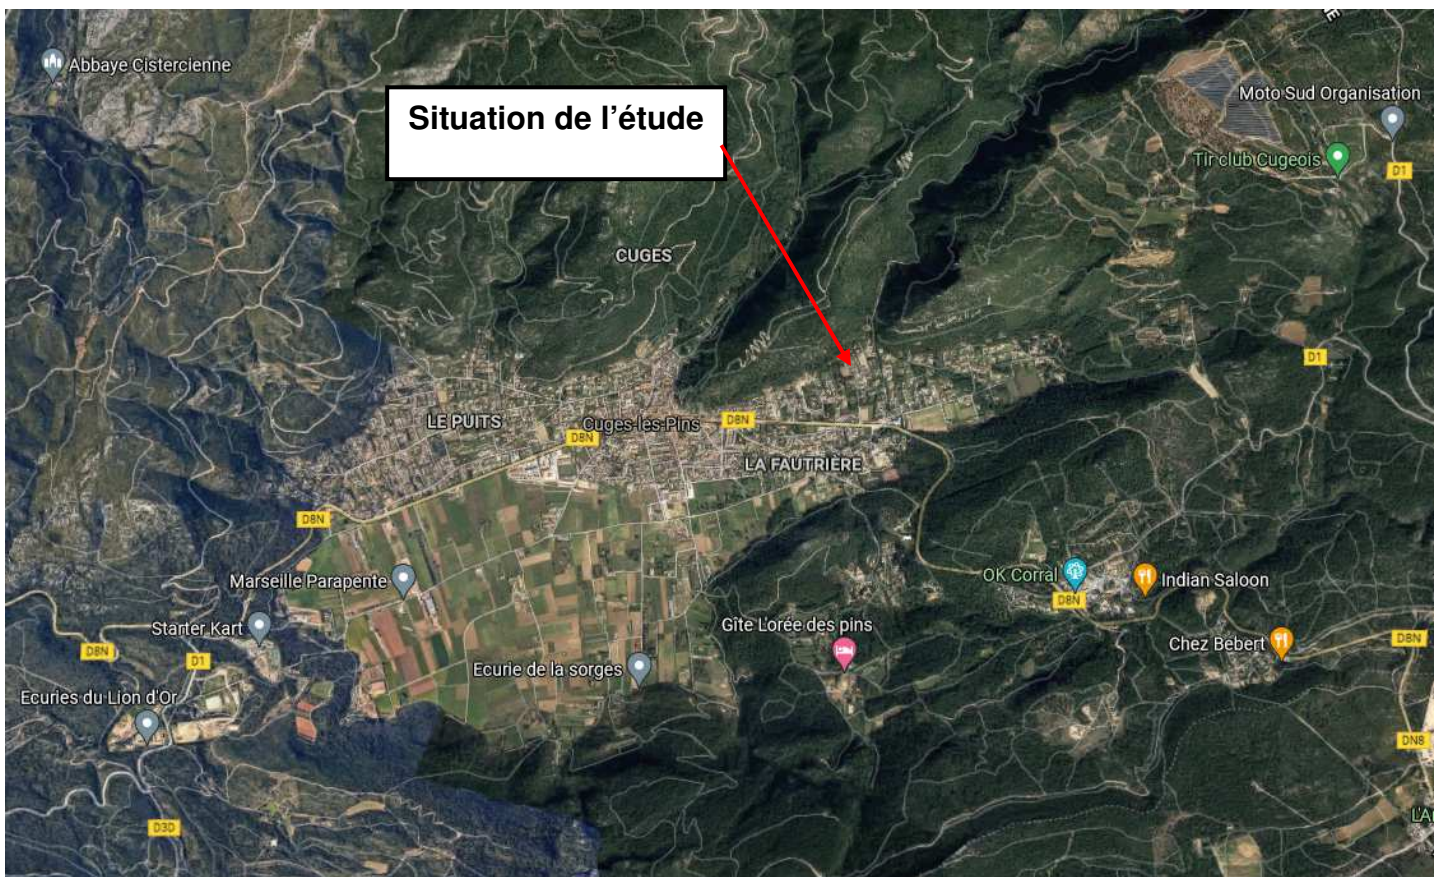 Abbaye Cistercienne
Situation de l'étude
Moto Sud Organisation
Tir club Cugeois
D1
CUGES
D1
LE PUITS
Cuges-les-Pins
D8N
D8N
LA FAUTRIÈRE
D8N
Marseille Parapente
OK Corral
Indian Saloon
D8N
Starter Kart
Gîte L'orée des pins
Chez Bebert
D8N
D8N
D1
Ecurie de la sorges
Ecuries du Lion d'Or
DN8
D3D